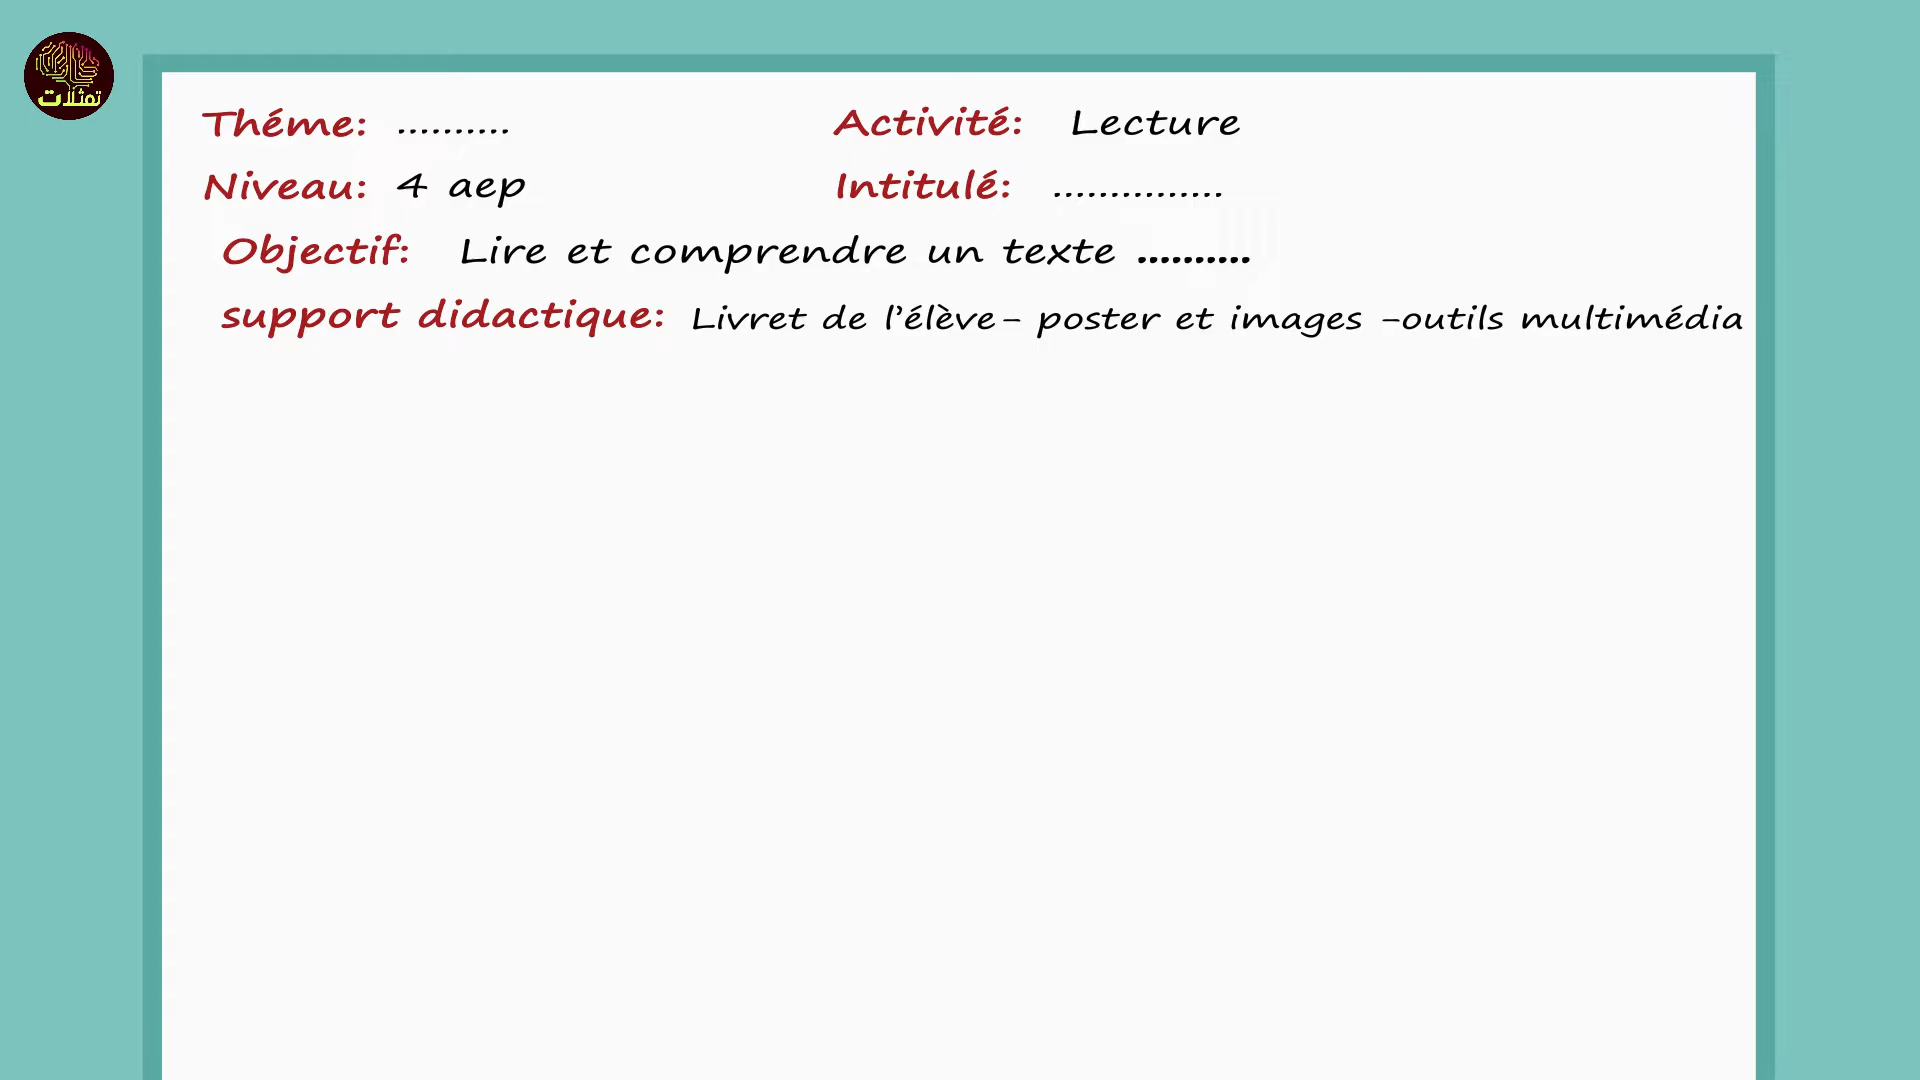 تمثلات
Théme: .......... Activité: Lecture
Niveau: 4 aep Intitulé: ...............
Objectif: Lire et comprendre un texte ..........
support didactique: Livret de l'élève – poster et images –outils multimédia